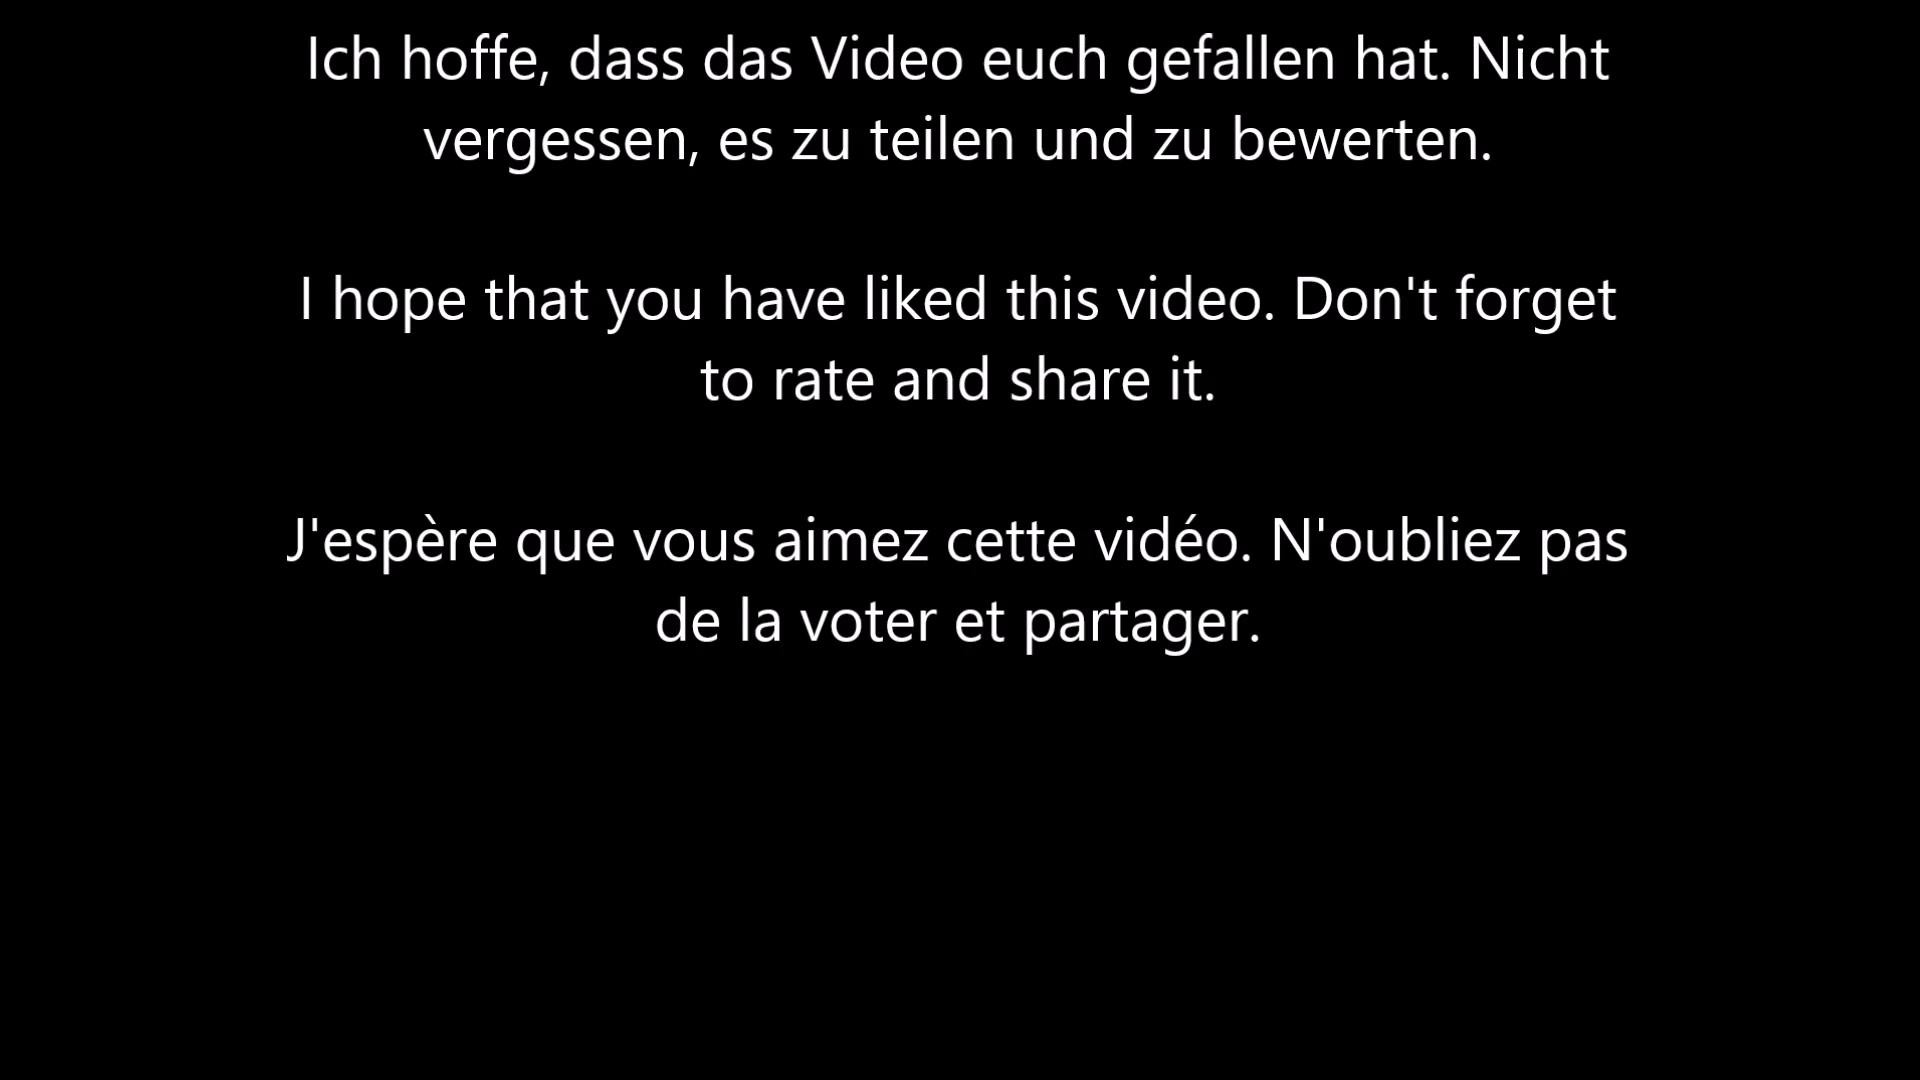 Ich hoffe, dass das Video euch gefallen hat. Nicht
vergessen, es zu teilen und zu bewerten.
I hope that you have liked this video. Don't forget
to rate and share it.
J'espère que vous aimez cette vidéo. N'oubliez pas
de la voter et partager.